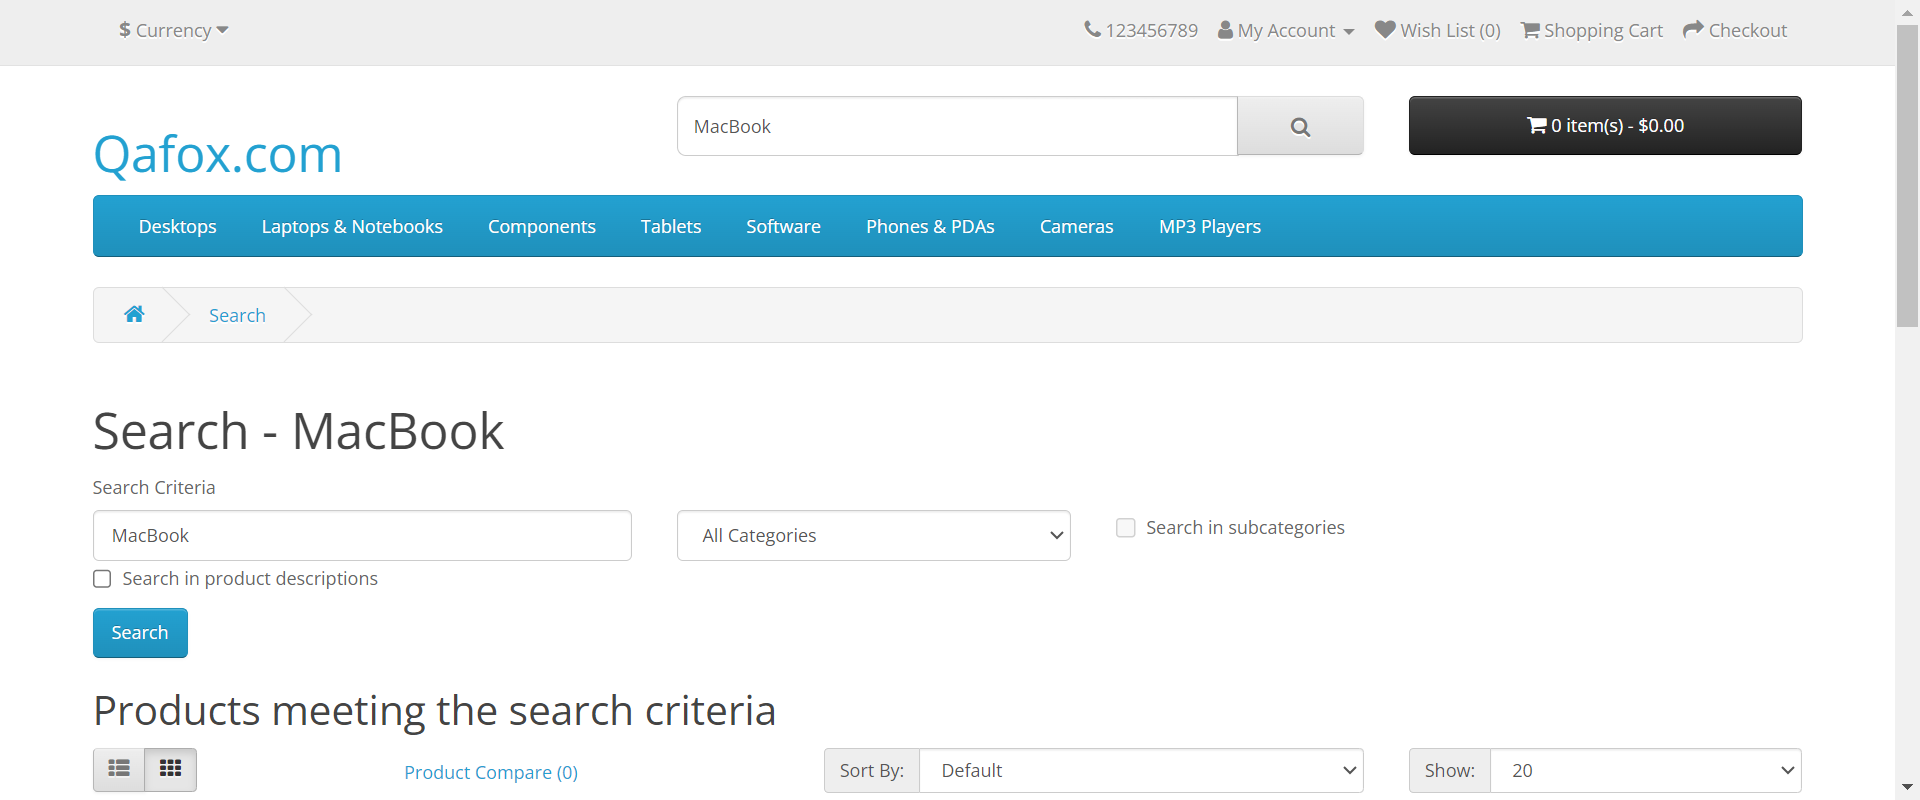 $ Currency
123456789 My Account Wish List (0) Shopping Cart Checkout
Qafox.com
MacBook
0 item(s) - $0.00
Desktops Laptops & Notebooks Components Tablets Software Phones & PDAs Cameras MP3 Players
Search
Search - MacBook
Search Criteria
MacBook
All Categories
Search in subcategories
Search in product descriptions
Search
Products meeting the search criteria
Product Compare (0)
Sort By: Default
Show: 20